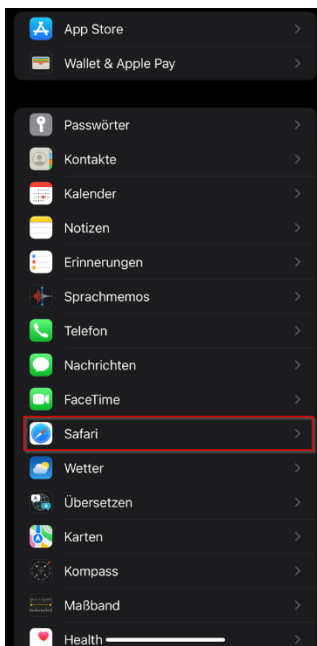 App Store
Wallet & Apple Pay
Passwörter
Kontakte
Kalender
Notizen
Erinnerungen
Sprachmemos
Telefon
Nachrichten
FaceTime
Safari
Wetter
Übersetzen
Karten
Kompass
Maßband
Health